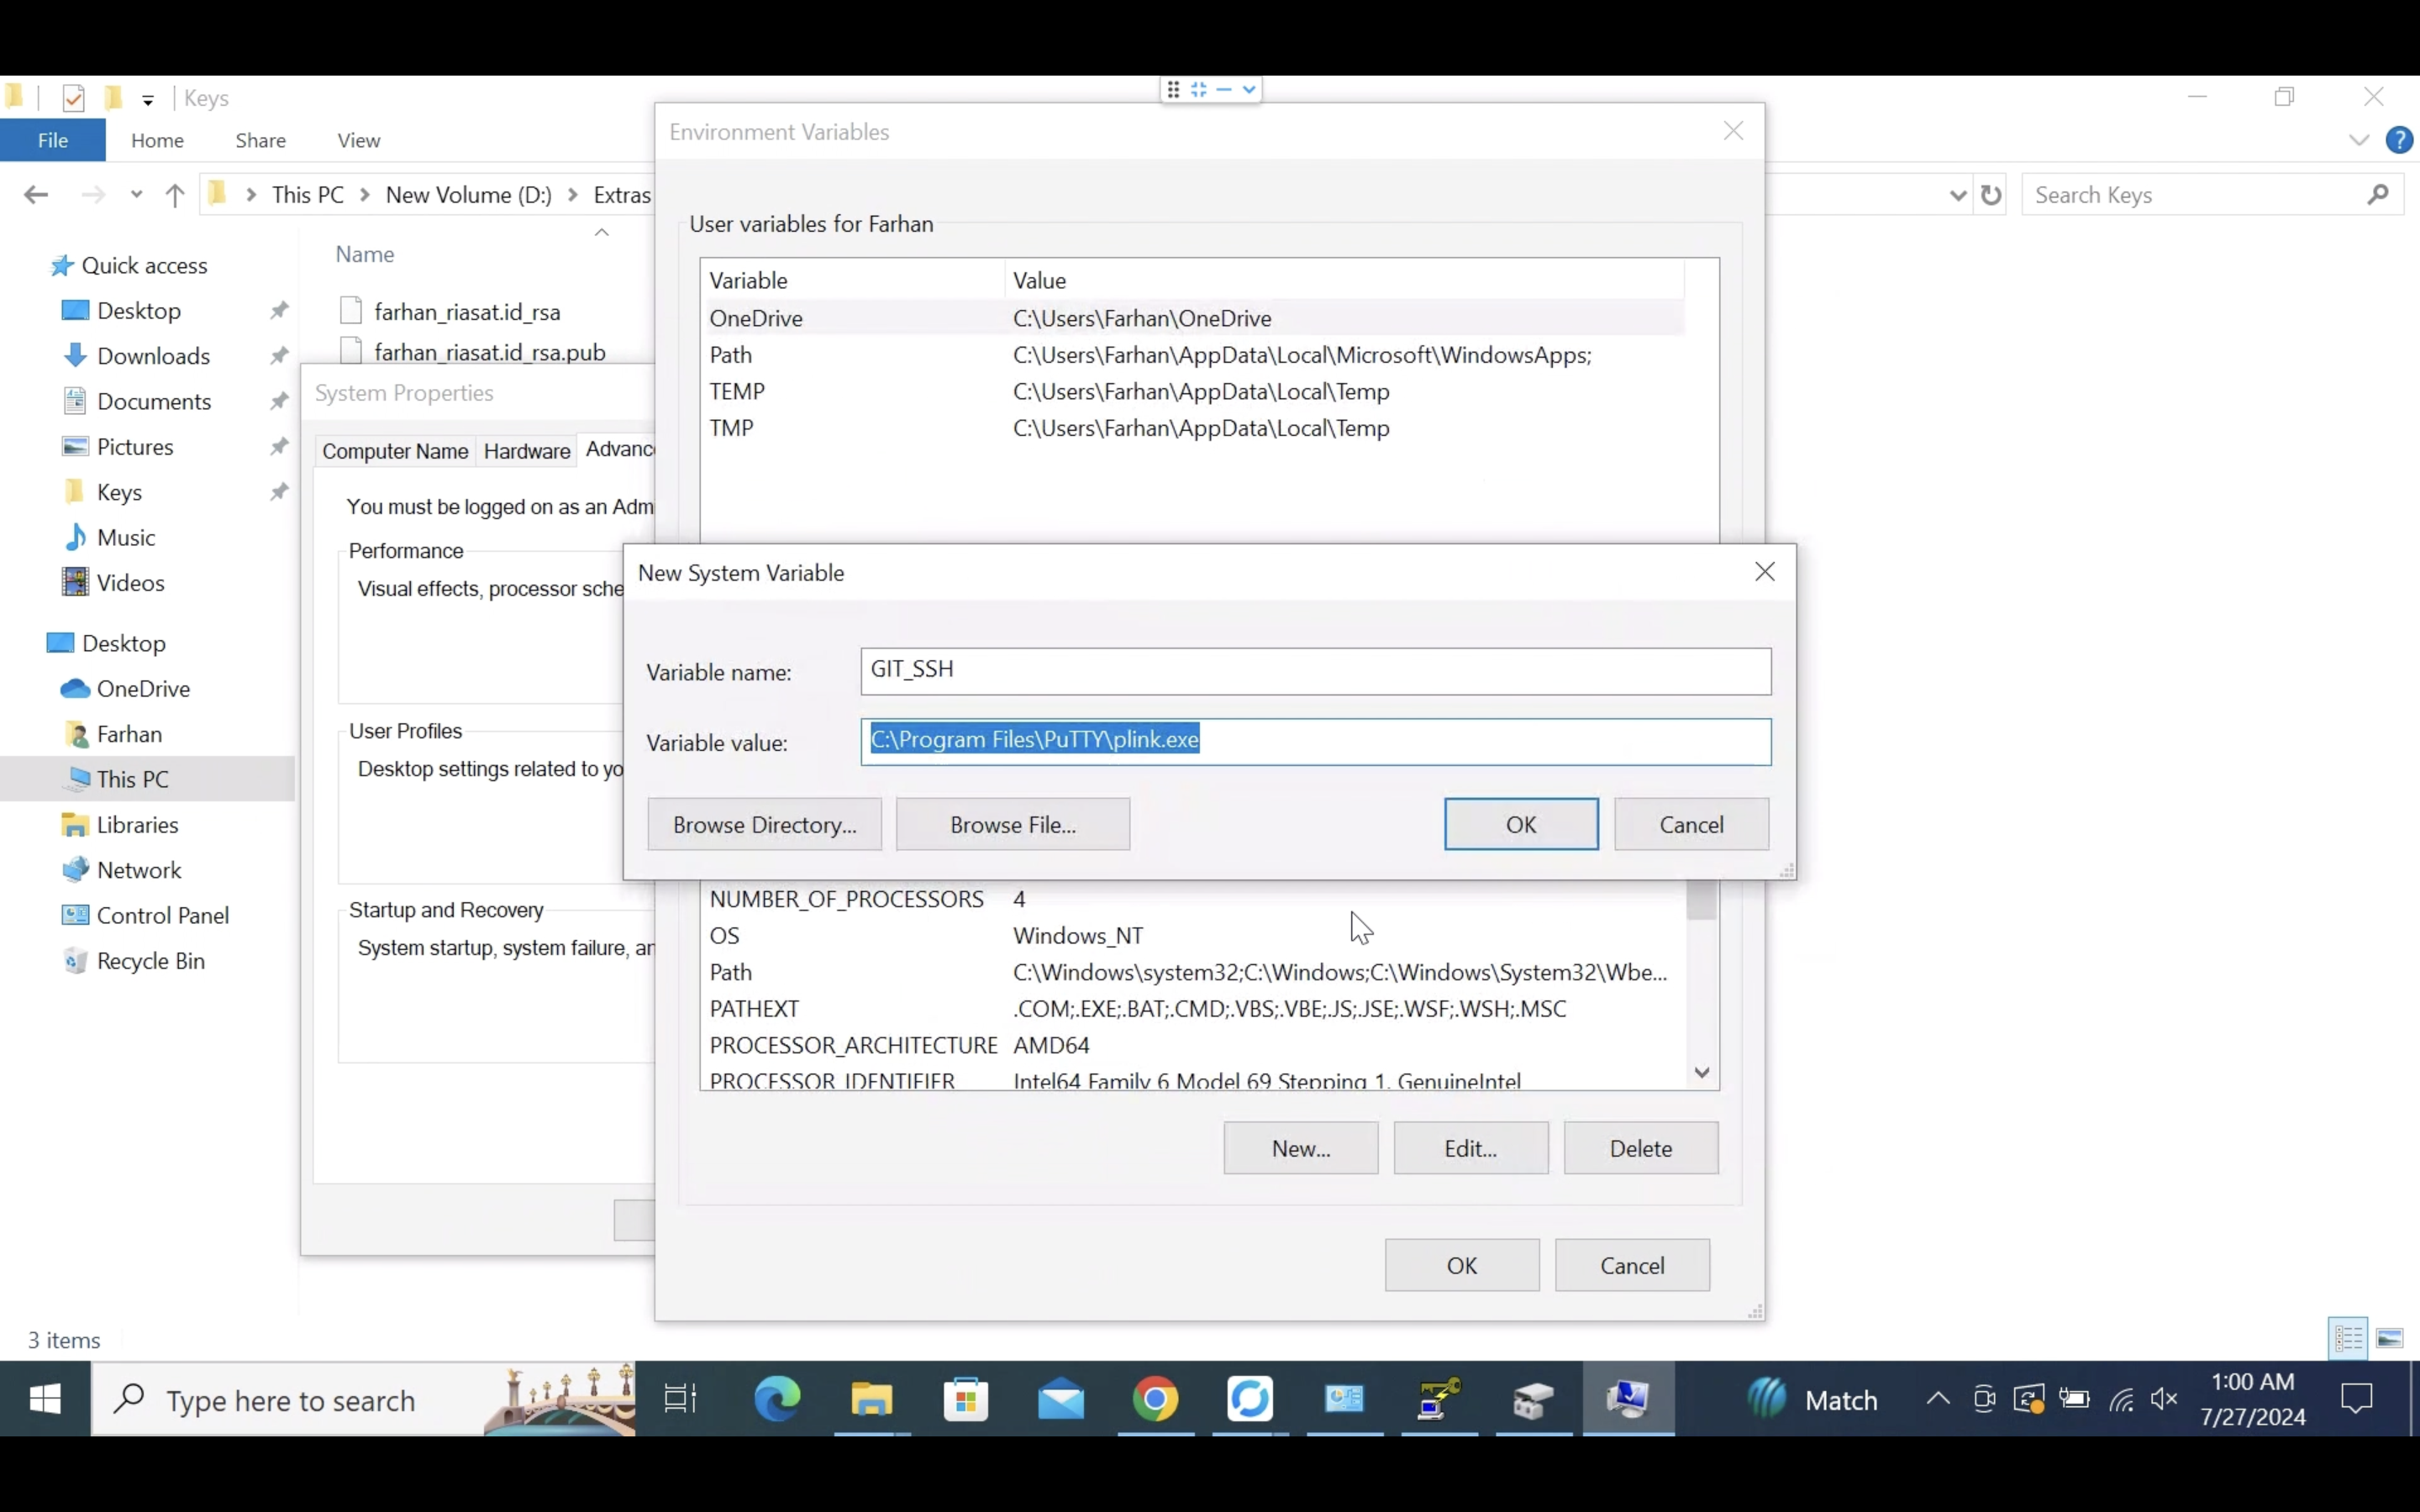 Keys
File Home Share View
This PC New Volume (D:) Extras
Search Keys
Quick access
Desktop
Downloads
Documents
Pictures
Keys
Music
Videos
Desktop
OneDrive
Farhan
This PC
Libraries
Network
Control Panel
Recycle Bin
Name
farhan_riasat.id_rsa
farhan_riasat.id_rsa.pub
System Properties
Computer Name Hardware
You must be logged on as an
Performance
Visual effects, processor
User Profiles
Desktop settings related to
Startup and Recovery
System startup, system failure,
Environment Variables
User variables for Farhan
Variable Value
OneDrive C:\Users\Farhan\OneDrive
Path C:\Users\Farhan\AppData\Local\Microsoft\WindowsApps;
TEMP C:\Users\Farhan\AppData\Local\Temp
TMP C:\Users\Farhan\AppData\Local\Temp
New System Variable
Variable name: GIT_SSH
Variable value: C:\Program Files\PuTTY\plink.exe
Browse Directory... Browse File... OK Cancel
NUMBER_OF_PROCESSORS 4
OS Windows_NT
Path C:\Windows\system32;C:\Windows;C:\Windows\System32\Wbe...
PATHEXT .COM;.EXE;.BAT;.CMD;.VBS;.VBE;.JS;.JSE;.WSF;.WSH;.MSC
PROCESSOR_ARCHITECTURE AMD64
PROCESSOR_IDENTIFIER Intel64 Family 6 Model 69 Stepping 1, GenuineIntel
New... Edit... Delete
OK Cancel
3 items
Type here to search
Match
1:00 AM
7/27/2024